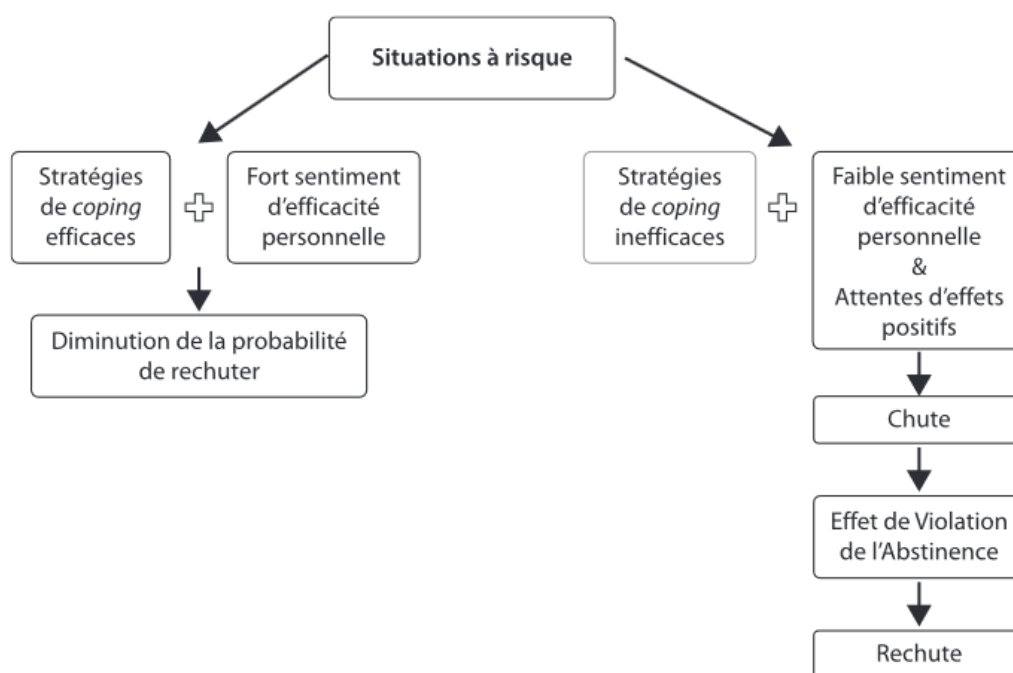 Situations à risque
Stratégies
de coping
efficaces
Fort sentiment
d'efficacité
personnelle
Diminution de la probabilité
de rechuter
Stratégies
de coping
inefficaces
Faible sentiment
d'efficacité
personnelle
&
Attentes d'effets
positifs
Chute
Effet de Violation
de l'Abstinence
Rechute